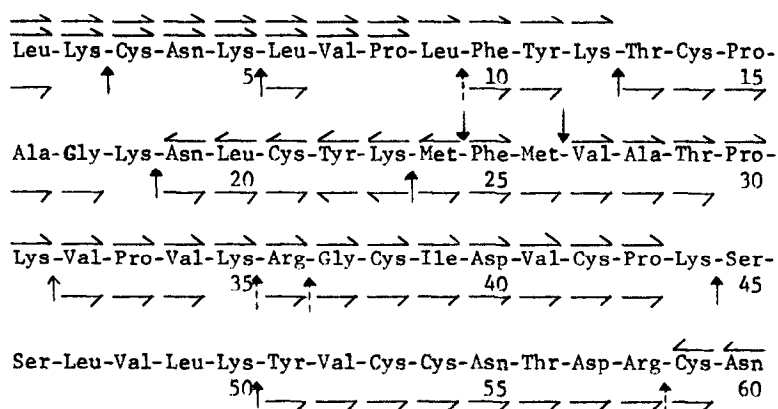 Leu-Lys-Cys-Asn-Lys-Leu-Val-Pro-Leu-Phe-Tyr-Lys-Thr-Cys-Pro-
5 10 15
Ala-Gly-Lys-Asn-Leu-Cys-Tyr-Lys-Met-Phe-Met-Val-Ala-Thr-Pro-
20 25 30
Lys-Val-Pro-Val-Lys-Arg-Gly-Cys-Ile-Asp-Val-Cys-Pro-Lys-Ser-
35 40 45
Ser-Leu-Val-Leu-Lys-Tyr-Val-Cys-Cys-Asn-Thr-Asp-Arg-Cys-Asn
50 55 60